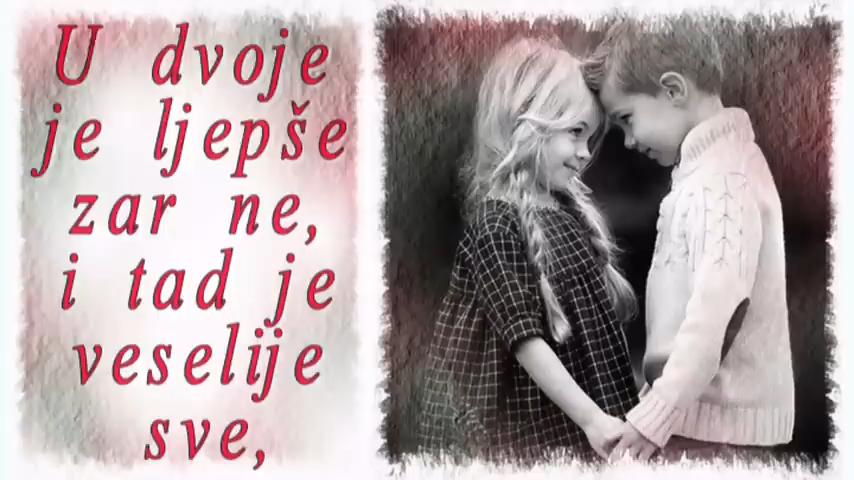 U dvoje
je ljepše
zar ne,
i tad je
veselije
sve,